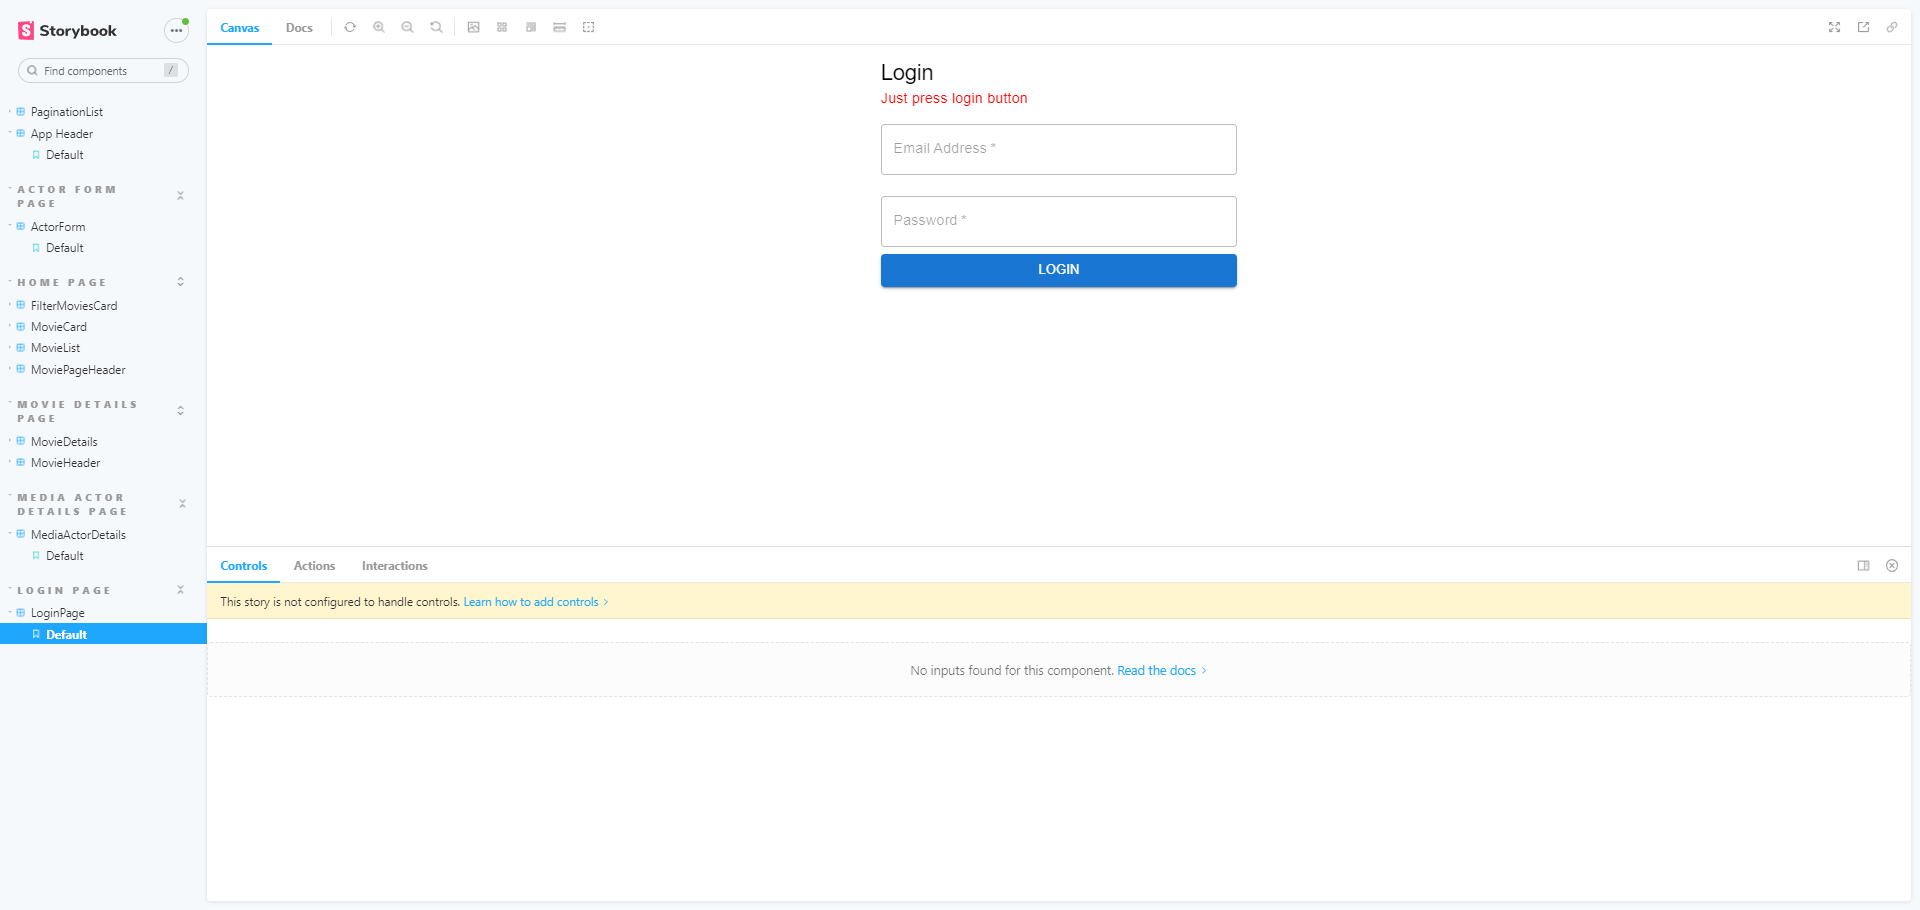 Storybook
Find components
/
PaginationList
App Header
Default
ACTOR FORM
PAGE
ActorForm
Default
HOME PAGE
FilterMoviesCard
MovieCard
MovieList
MoviePageHeader
MOVIE DETAILS
PAGE
MovieDetails
MovieHeader
MEDIA ACTOR
DETAILS PAGE
MediaActorDetails
Default
LOGIN PAGE
LoginPage
Default
Canvas
Docs
Login
Just press login button
Email Address *
Password *
LOGIN
Controls
Actions
Interactions
This story is not configured to handle controls. Learn how to add controls
No inputs found for this component. Read the docs